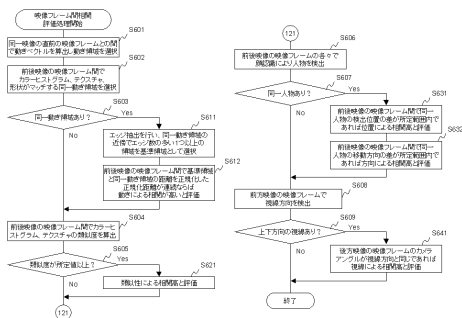 映像フレーム間相関
評価処理開始
S601
同一映像の直前の映像フレームとの間
で動きベクトルを算出し動き領域を選択
S602
前後映像の映像フレーム間で
カラーヒストグラム、テクスチャ、
形状がマッチする同一動き領域を選択
S603
同一動き領域あり?
Yes
No
S611
エッジ抽出を行い、同一動き領域の
近傍でエッジ数の多い1つ以上の
領域を基準領域として選択
S612
前後映像の映像フレーム間で基準領域
と同一動き領域の距離を正規化した
正規化距離が連続ならば
動きによる相関が高いと評価
S604
前後映像の映像フレーム間でカラーヒ
ストグラム、テクスチャの類似度を算出
S605
類似度が所定値以上?
Yes
No
S621
類似性による相関高と評価
121
121
S606
前後映像の映像フレームの各々で
顔認識により人物を検出
S607
同一人物あり?
Yes
No
S631
前後映像の映像フレーム間で同一
人物の検出位置の差が所定範囲内で
あれば位置による相関高と評価
S632
前後映像の映像フレーム間で同一
人物の移動方向の差が所定範囲内で
あれば方向による相関高と評価
S608
前方映像の映像フレームで
視線方向を検出
S609
上下方向の視線あり?
Yes
No
S641
後方映像の映像フレームのカメラ
アングルが視線方向と同じであれば
視線による相関高と評価
終了